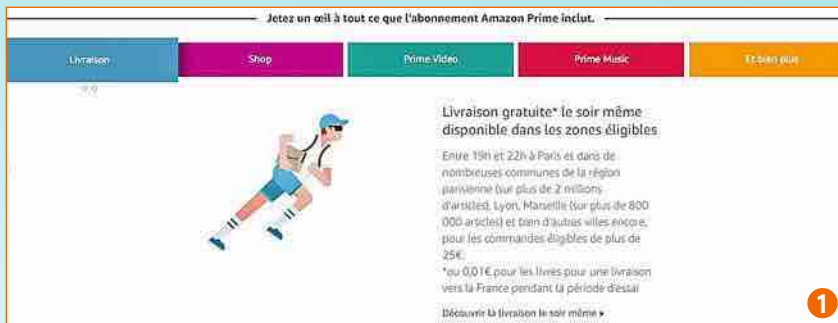 Jetez un œil à tout ce que l'abonnement Amazon Prime inclut.
Livraison
Shop
Prime Video
Prime Music
Et bien plus
Livraison gratuite* le soir même
disponible dans les zones éligibles
Entre 19h et 22h à Paris et dans de
nombreuses communes de la région
parisienne (sur plus de 2 millions
d'articles), Lyon, Marseille (sur plus de 800
000 articles) et bien d'autres villes encore,
pour les commandes éligibles de plus de
25€.
*ou 0,01€ pour les livres pour une livraison
vers la France pendant la période d'essai
Découvrir la livraison le soir même ▸
1